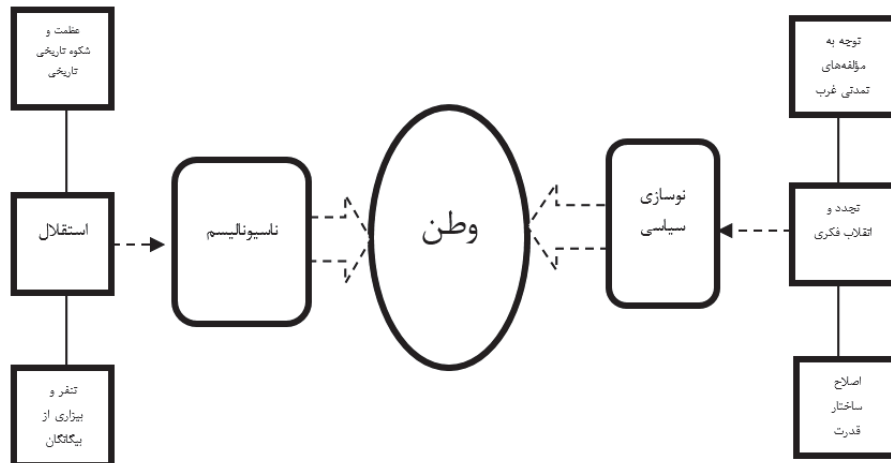 توجه به
مؤلفه‌های
تمدنی غرب
تجدد و
انقلاب فکری
اصلاح
ساختار
قدرت
نوسازی
سیاسی
وطن
ناسیونالیسم
عظمت و
شکوه تاریخی
تاریخی
استقلال
تنفر و
بیزاری از
بیگانگان